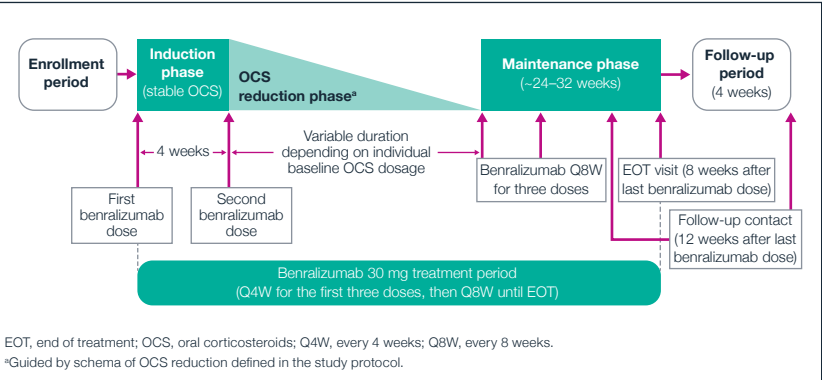 Enrollment
period
Induction
phase
(stable OCS)
OCS
reduction phaseᵃ
Maintenance phase
(~24–32 weeks)
Follow-up
period
(4 weeks)
4 weeks
Variable duration
depending on individual
baseline OCS dosage
First
benralizumab
dose
Second
benralizumab
dose
Benralizumab Q8W
for three doses
EOT visit (8 weeks after
last benralizumab dose)
Follow-up contact
(12 weeks after last
benralizumab dose)
Benralizumab 30 mg treatment period
(Q4W for the first three doses, then Q8W until EOT)
EOT, end of treatment; OCS, oral corticosteroids; Q4W, every 4 weeks; Q8W, every 8 weeks.
ᵃGuided by schema of OCS reduction defined in the study protocol.